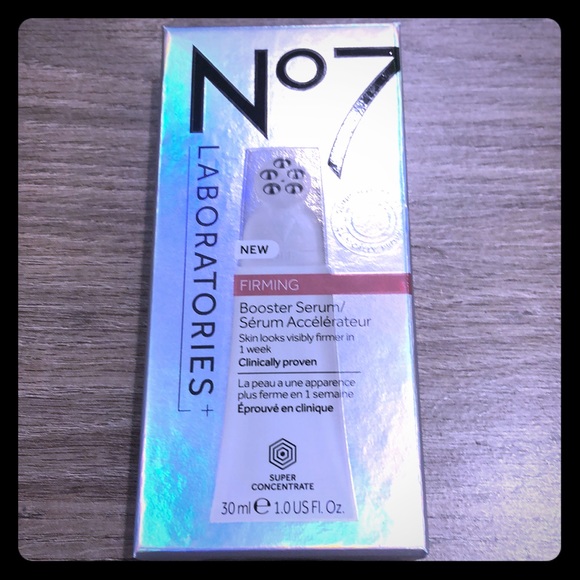 No7
LABORATORIES +
NEW
FIRMING
Booster Serum/
Sérum Accélérateur
Skin looks visibly firmer in
1 week
Clinically proven
La peau a une apparence
plus ferme en 1 semaine
Éprouvé en clinique
SUPER
CONCENTRATE
30 ml ℮ 1.0 US Fl. Oz.